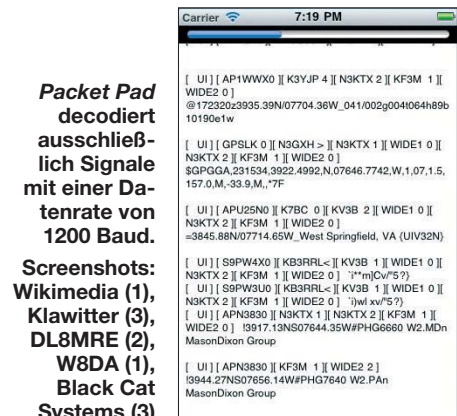 Packet Pad
decodiert
ausschließ-
lich Signale
mit einer Da-
tenrate von
1200 Baud.
Screenshots:
Wikimedia (1),
Klawitter (3),
DL8MRE (2),
W8DA (1),
Black Cat
Systems (3)
Carrier 7:19 PM
[ UI ] [ AP1WWX0 ][ K3YJP 4 ][ N3KTX 2 ][ KF3M 1 ][
WIDE2 0 ]
@172320z3935.39N/07704.36W_041/002g004t064h89b
10190e1w
[ UI ] [ GPSLK 0 ][ N3GXH > ][ N3KTX 1 ][ WIDE1 0 ][
N3KTX 2 ][ KF3M 1 ][ WIDE2 0 ]
$GPGGA,231534,3922.4992,N,07646.7742,W,1,07,1.5,
157.0,M,-33.9,M,,*7F
[ UI ] [ APU25N0 ][ K7BC 0 ][ KV3B 2 ][ WIDE1 0 ][
N3KTX 2 ][ KF3M 1 ][ WIDE2 0 ]
=3845.88N/07714.65W_West Springfield, VA {UIV32N}
[ UI ] [ S9PW4X0 ][ KB3RRL< ][ KV3B 1 ][ WIDE1 0 ][
N3KTX 2 ][ KF3M 1 ][ WIDE2 0 ] `i**m]Cv/"5?}
[ UI ] [ S9PW3U0 ][ KB3RRL< ][ KV3B 1 ][ WIDE1 0 ][
N3KTX 2 ][ KF3M 1 ][ WIDE2 0 ] `i)wl xv/"5?}
[ UI ] [ APN3830 ][ N3KTX 1 ][ N3KTX 2 ][ KF3M 1 ][
WIDE2 0 ] !3917.13NS07644.35W#PHG6660 W2.MDn
MasonDixon Group
[ UI ] [ APN3830 ][ KF3M 1 ][ WIDE2 2 ]
!3944.27NS07656.14W#PHG7640 W2.PAn
MasonDixon Group